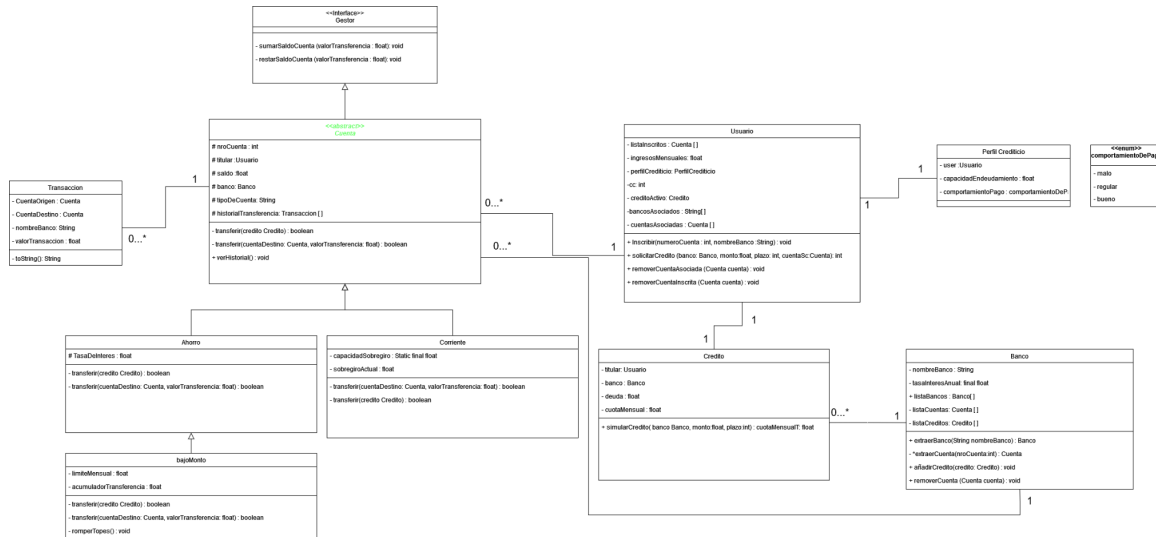 <<Interface>>
Gestor
- sumarSaldoCuenta (valorTransferencia : float): void
- restarSaldoCuenta (valorTransferencia : float): void
<<abstract>>
Cuenta
# nroCuenta : int
# titular :Usuario
# saldo :float
# banco: Banco
# tipoDeCuenta: String
# historialTransferencia: Transaccion [ ]
- transferir(credito Credito) : boolean
- transferir(cuentaDestino: Cuenta, valorTransferencia: float) : boolean
+ verHistorial() : void
Transaccion
- CuentaOrigen : Cuenta
- CuentaDestino : Cuenta
- nombreBanco: String
- valorTransaccion : float
- toString(): String
1
0...*
0...*
0...*
1
Usuario
- listaInscritos : Cuenta [ ]
- ingresosMensuales: float
- perfilCrediticio: PerfilCrediticio
-cc: int
- creditoActivo: Credito
-bancosAsociados : String[ ]
-cuentasAsociadas : Cuenta [ ]
+ Inscribir(numeroCuenta : int, nombreBanco :String) : void
+ solicitarCredito (banco: Banco, monto:float, plazo: int, cuentaSc:Cuenta): int
+ removerCuentaAsociada (Cuenta cuenta) : void
+ removerCuentaInscrita (Cuenta cuenta) : void
1
1
Perfil Crediticio
- user :Usuario
- capacidadEndeudamiento : float
- comportamientoPago : comportamientoDeP
<<enum>>
comportamientoDePag
- malo
- regular
- bueno
Ahorro
# TasaDeInteres : float
- transferir(credito Credito) : boolean
- transferir(cuentaDestino: Cuenta, valorTransferencia: float) : boolean
Corriente
- capacidadSobregiro : Static final float
- sobregiroActual : float
- transferir(cuentaDestino: Cuenta, valorTransferencia: float) : boolean
- transferir(credito Credito) : boolean
bajoMonto
- limiteMensual : float
- acumuladorTransferencia : float
- transferir(credito Credito) : boolean
- transferir(cuentaDestino: Cuenta, valorTransferencia: float) : boolean
- romperTopes() : void
1
1
Credito
- titular: Usuario
- banco : Banco
- deuda : float
- cuotaMensual : float
+ simularCredito( banco Banco, monto:float, plazo:int) : cuotaMensualT: float
0...*
1
Banco
- nombreBanco : String
- tasaInteresAnual: final float
+ listaBancos : Banco[ ]
- listaCuentas: Cuenta [ ]
- listaCreditos: Credito [ ]
+ extraerBanco(String nombreBanco) : Banco
- *extraerCuenta(nroCuenta:int) : Cuenta
+ añadirCredito(credito: Credito) : void
+ removerCuenta (Cuenta cuenta) : void
1